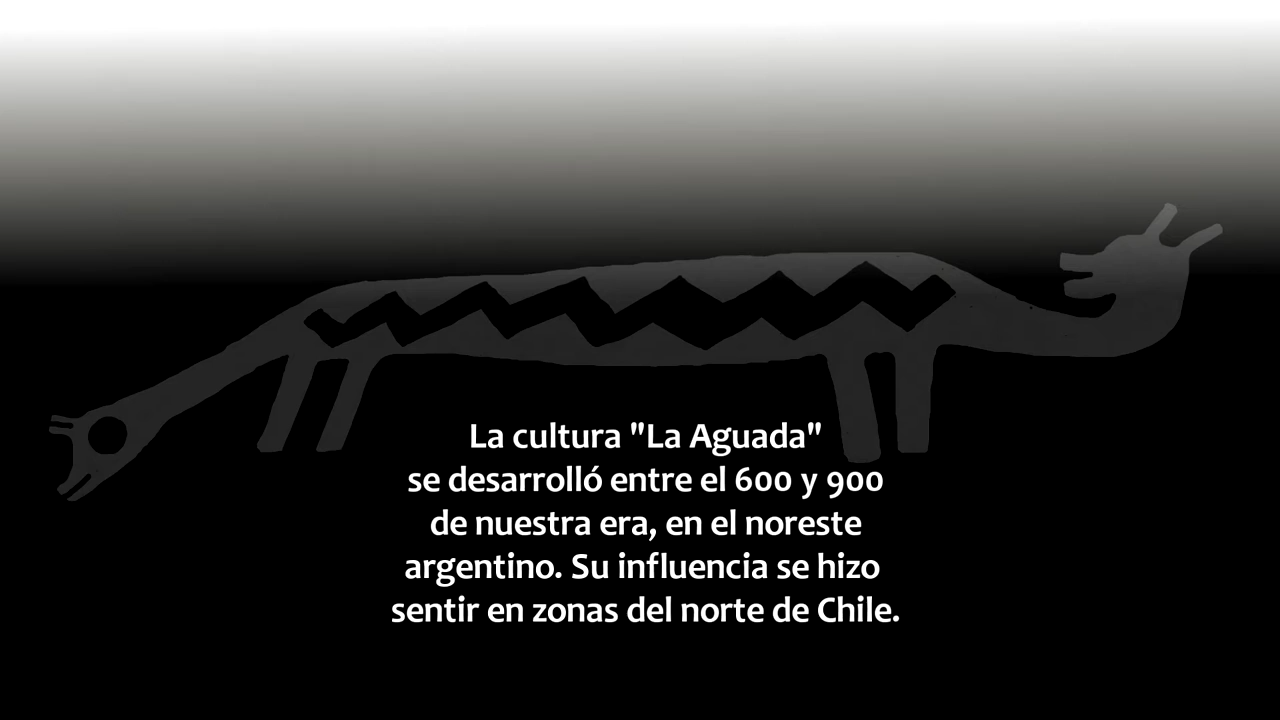 La cultura "La Aguada"
se desarrolló entre el 600 y 900
de nuestra era, en el noreste
argentino. Su influencia se hizo
sentir en zonas del norte de Chile.